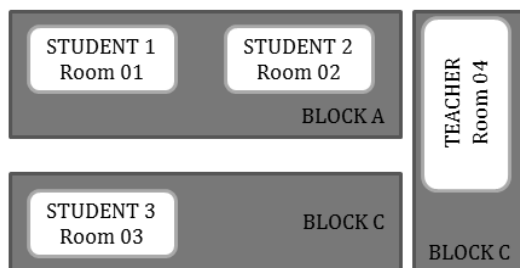 STUDENT 1
Room 01
STUDENT 2
Room 02
BLOCK A
TEACHER
Room 04
STUDENT 3
Room 03
BLOCK C
BLOCK C